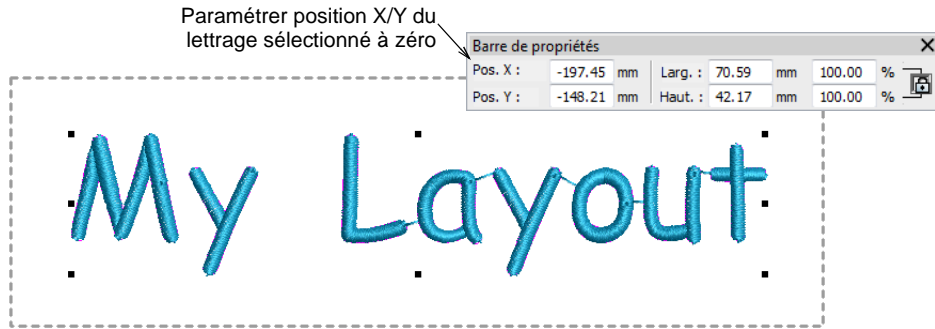 Paramétrer position X/Y du
lettrage sélectionné à zéro
Barre de propriétés
Pos. X : -197.45 mm Larg. : 70.59 mm 100.00 %
Pos. Y : -148.21 mm Haut. : 42.17 mm 100.00 %
My Layout